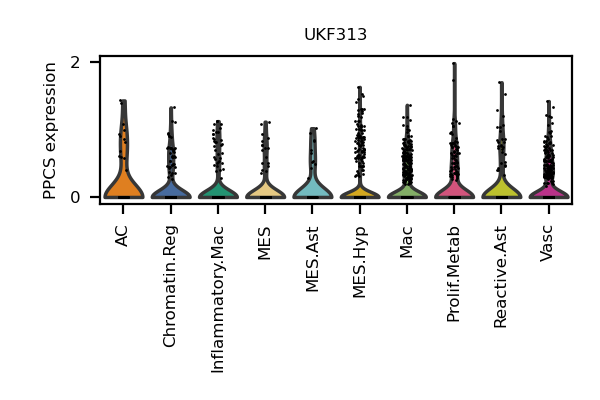 UKF313
PPCS expression
2
0
AC
Chromatin.Reg
Inflammatory.Mac
MES
MES.Ast
MES.Hyp
Mac
Prolif.Metab
Reactive.Ast
Vasc